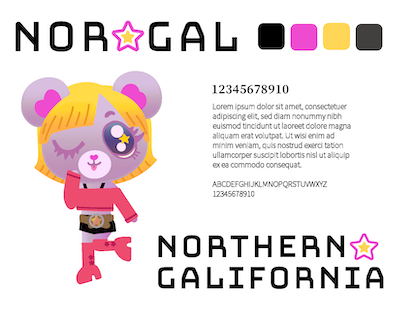 NOR GAL
12345678910
Lorem ipsum dolor sit amet, consectetuer
adipiscing elit, sed diam nonummy nibh
euismod tincidunt ut laoreet dolore magna
aliquam erat volutpat. Ut wisi enim ad
minim veniam, quis nostrud exerci tation
ullamcorper suscipit lobortis nisl ut aliquip
ex ea commodo consequat.
ABCDEFGHIJKLMNOPQRSTUVWXYZ
12345678910
NORTHERN
GALIFORNIA